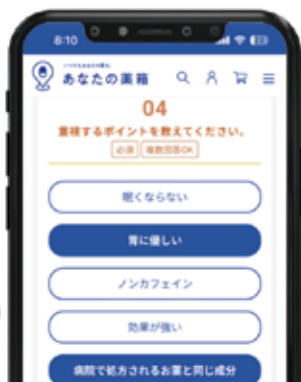 8:10
あなたの薬箱
04
重視するポイントを教えてください。
必須 複数回答OK
眠くならない
胃に優しい
ノンカフェイン
効果が強い
病院で処方されるお薬と同じ成分